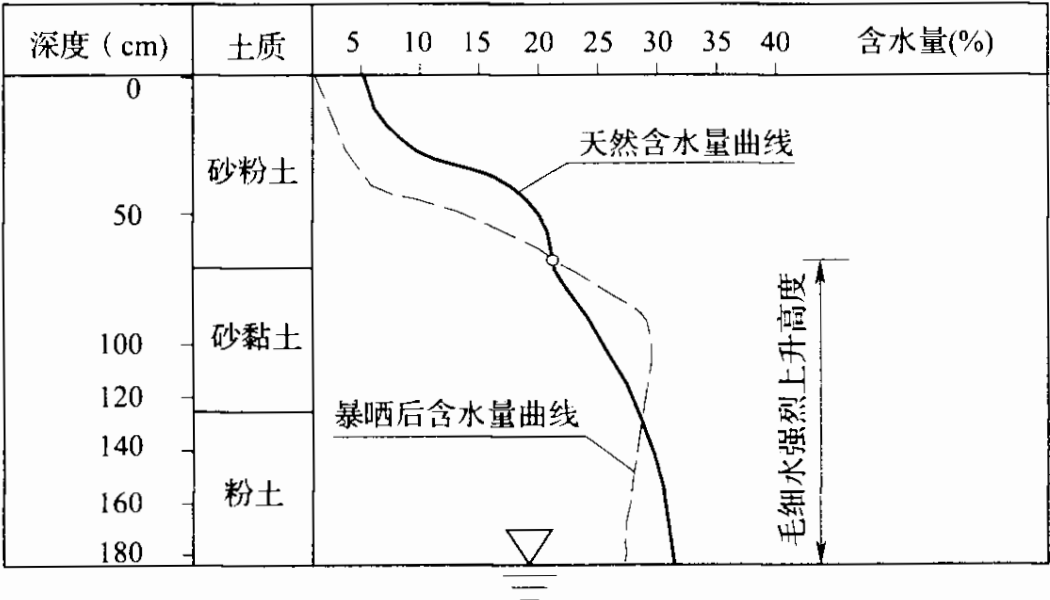 深度（cm)
土质
5 10 15 20 25 30 35 40
含水量(%)
0
50
100
120
140
160
180
砂粉土
砂黏土
粉土
天然含水量曲线
暴晒后含水量曲线
毛细水强烈上升高度